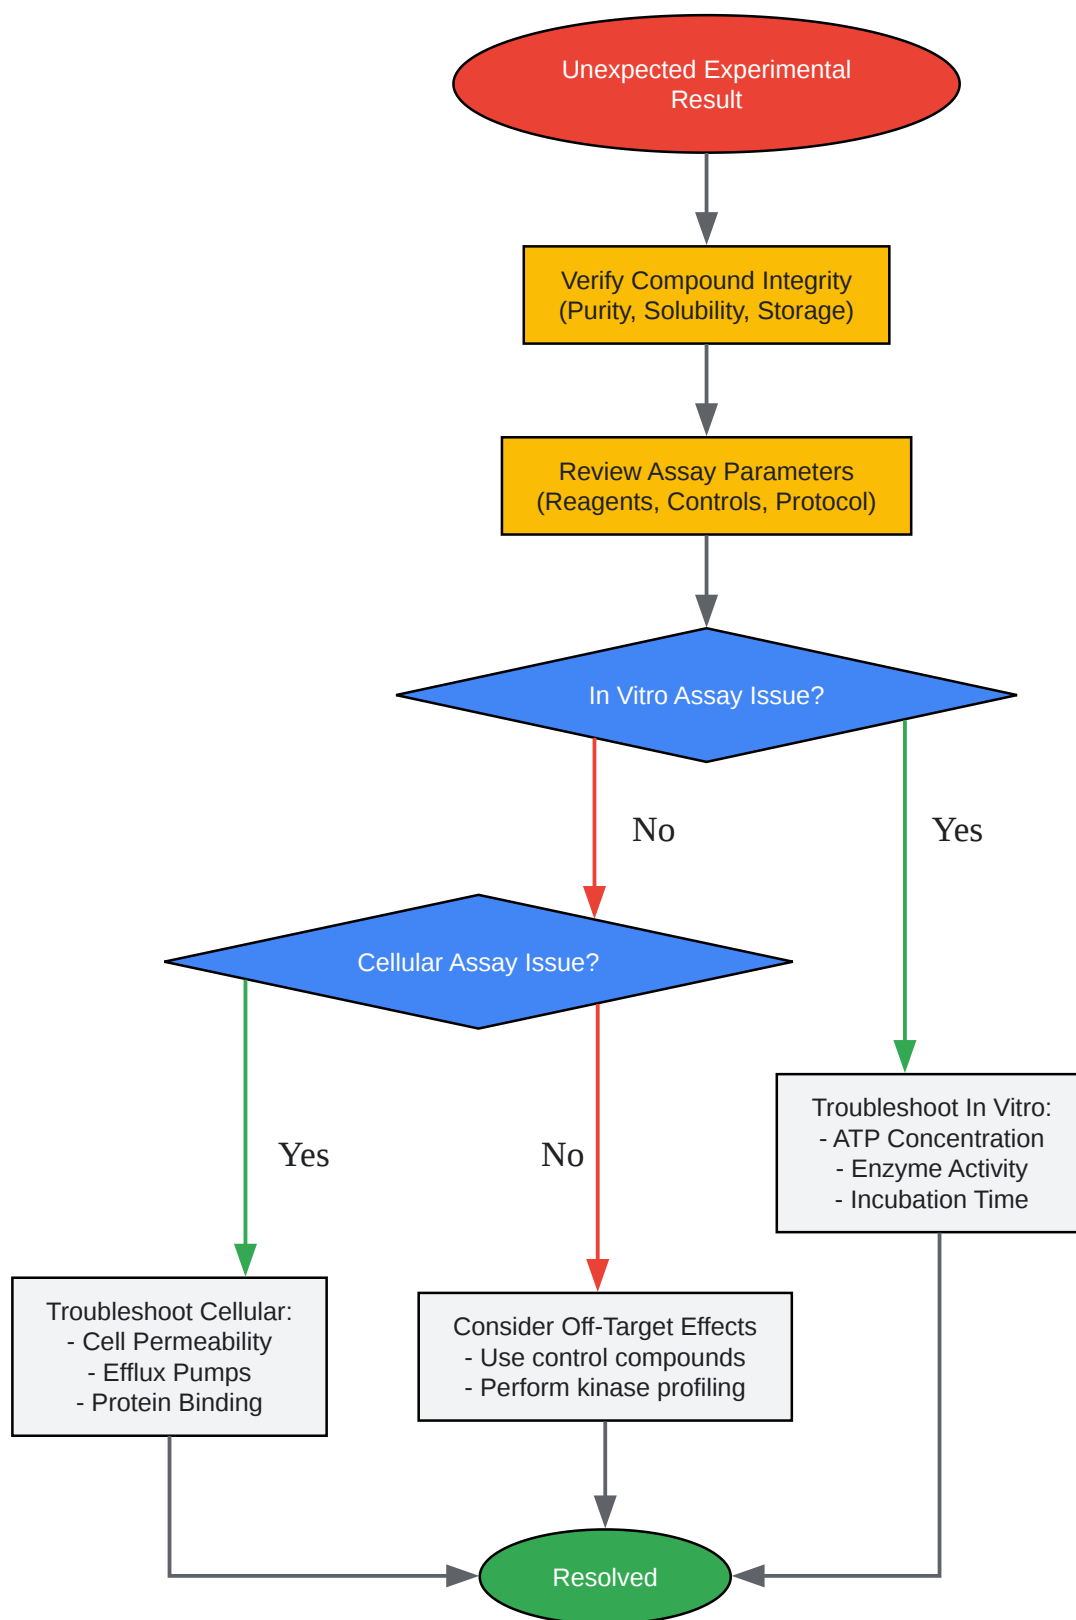 Unexpected Experimental
Result
Verify Compound Integrity
(Purity, Solubility, Storage)
Review Assay Parameters
(Reagents, Controls, Protocol)
In Vitro Assay Issue?
No
Yes
Cellular Assay Issue?
Yes
No
Troubleshoot In Vitro:
- ATP Concentration
- Enzyme Activity
- Incubation Time
Troubleshoot Cellular:
- Cell Permeability
- Efflux Pumps
- Protein Binding
Consider Off-Target Effects
- Use control compounds
- Perform kinase profiling
Resolved